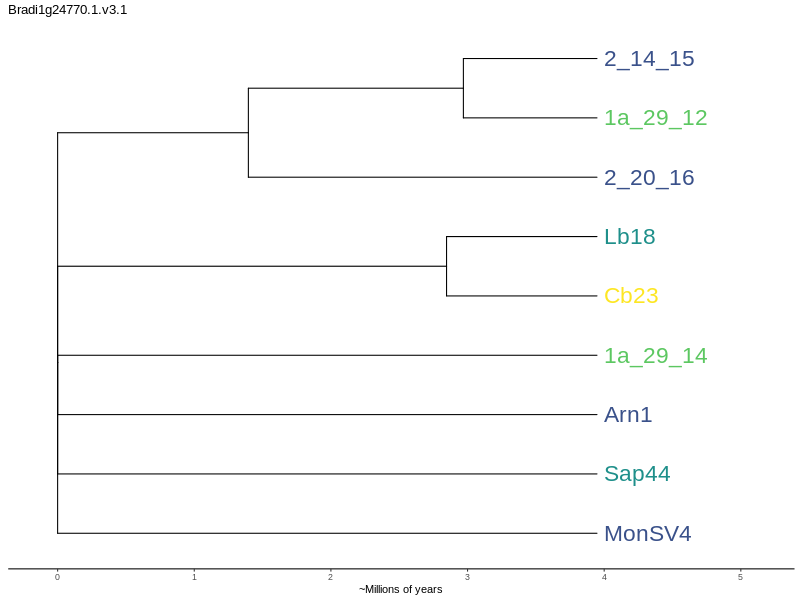 Bradi1g24770.1.v3.1
2_14_15
1a_29_12
2_20_16
Lb18
Cb23
1a_29_14
Arn1
Sap44
MonSV4
0 1 2 3 4 5
~Millions of years